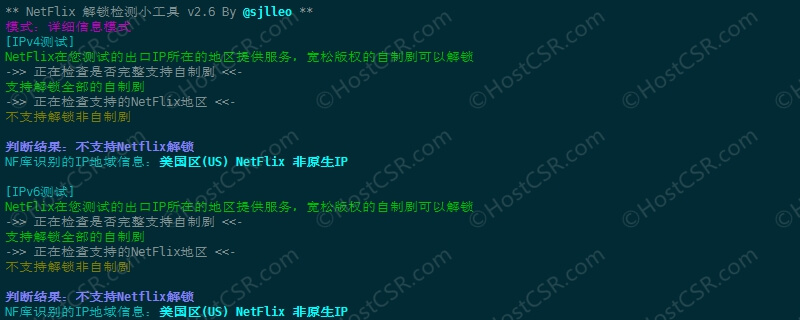 ** NetFlix 解锁检测小工具 v2.6 By @sjlleo **
模式：详细信息模式
[IPv4测试]
NetFlix在您测试的出口IP所在的地区提供服务，宽松版权的自制剧可以解锁
->> 正在检查是否完整支持自制剧 <<-
支持解锁全部的自制剧
->> 正在检查支持的NetFlix地区 <<-
不支持解锁非自制剧
判断结果：不支持Netflix解锁
NF库识别的IP地域信息：美国区(US) NetFlix 非原生IP
[IPv6测试]
NetFlix在您测试的出口IP所在的地区提供服务，宽松版权的自制剧可以解锁
->> 正在检查是否完整支持自制剧 <<-
支持解锁全部的自制剧
->> 正在检查支持的NetFlix地区 <<-
不支持解锁非自制剧
判断结果：不支持Netflix解锁
NF库识别的IP地域信息：美国区(US) NetFlix 非原生IP
©HostCSR.com